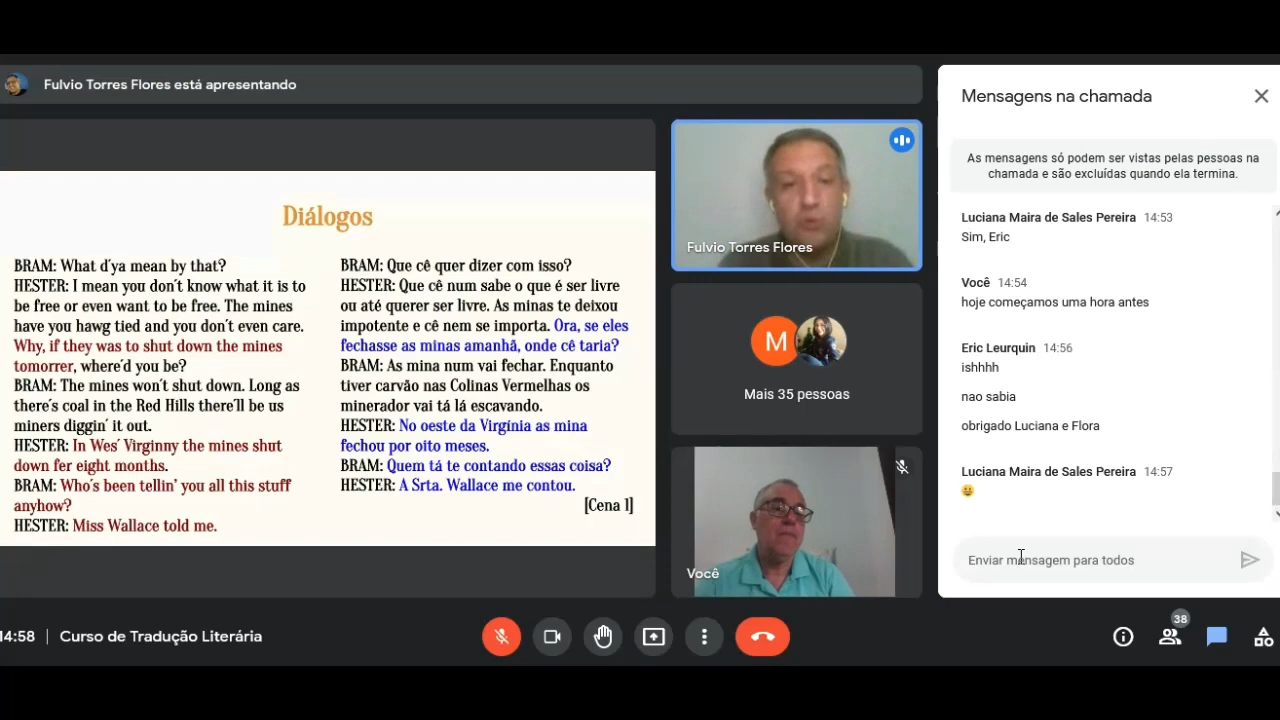 Fulvio Torres Flores está apresentando
Diálogos
BRAM: What d'ya mean by that?
HESTER: I mean you don't know what it is to
be free or even want to be free. The mines
have you hawg tied and you don't even care.
Why, if they was to shut down the mines
tomorrer, where'd you be?
BRAM: The mines won't shut down. Long as
there's coal in the Red Hills there'll be us
miners diggin' it out.
HESTER: In Wes' Virginny the mines shut
down fer eight months.
BRAM: Who's been tellin' you all this stuff
anyhow?
HESTER: Miss Wallace told me.
BRAM: Que cê quer dizer com isso?
HESTER: Que cê num sabe o que é ser livre
ou até querer ser livre. As minas te deixou
impotente e cê nem se importa. Ora, se eles
fechasse as minas amanhã, onde cê taria?
BRAM: As mina num vai fechar. Enquanto
tiver carvão nas Colinas Vermelhas os
minerador vai tá lá escavando.
HESTER: No oeste da Virgínia as mina
fechou por oito meses.
BRAM: Quem tá te contando essas coisa?
HESTER: A Srta. Wallace me contou.
[Cena I]
Fulvio Torres Flores
M
Mais 35 pessoas
Você
Mensagens na chamada
As mensagens só podem ser vistas pelas pessoas na
chamada e são excluídas quando ela termina.
Luciana Maira de Sales Pereira 14:53
Sim, Eric
Você 14:54
hoje começamos uma hora antes
Eric Leurquin 14:56
ishhhh
nao sabia
obrigado Luciana e Flora
Luciana Maira de Sales Pereira 14:57
Enviar mensagem para todos
14:58 | Curso de Tradução Literária
38